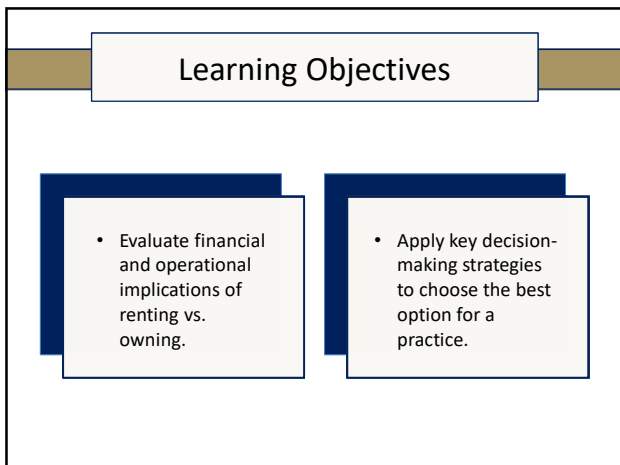 Learning Objectives
• Evaluate financial
and operational
implications of
renting vs.
owning.
• Apply key decision-
making strategies
to choose the best
option for a
practice.